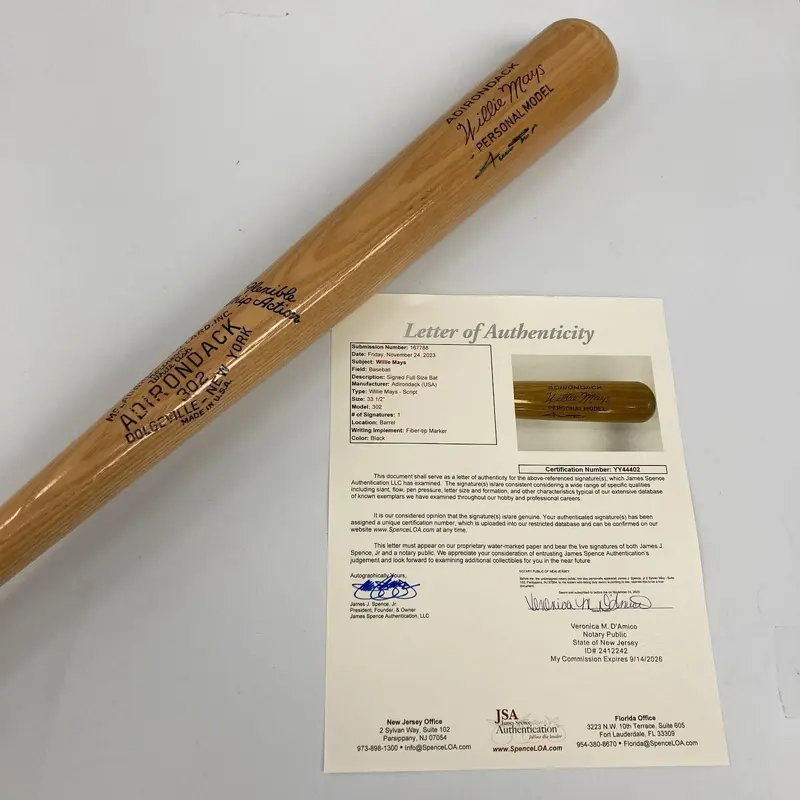 ADIRONDACK
Willie Mays
PERSONAL MODEL
Flexible
Whip Action
ADIRONDACK
302
DOLGEVILLE - NEW YORK
MADE IN U.S.A.
Letter of Authenticity
Submission Number: 167786
Date: Friday, November 24, 2023
Subject: Willie Mays
Field: Baseball
Description: Signed Full Size Bat
Manufacturer: Adirondack (USA)
Type: Willie Mays - Script
Size: 33 1/2"
Model: 302
# of Signatures: 1
Location: Barrel
Writing Implement: Fiber-tip Marker
Color: Black
ADIRONDACK
Willie Mays
PERSONAL MODEL
Certification Number: YY44402
This document shall serve as a letter of authenticity for the above-referenced signature(s), which James Spence
Authentication LLC has examined. The signature(s) is/are consistent considering a wide range of specific qualities
including slant, flow, pen pressure, letter size and formation, and other characteristics typical of our extensive database
of known exemplars we have examined throughout our hobby and professional careers.
It is our considered opinion that the signature(s) is/are genuine. Your authenticated signature(s) has been
assigned a unique certification number, which is uploaded into our restricted database and can be confirmed on our
website www.SpenceLOA.com at any time.
This letter must appear on our proprietary water-marked paper and bear the live signatures of both James J.
Spence, Jr and a notary public. We appreciate your consideration of entrusting James Spence Authentication's
judgement and look forward to examining additional collectibles for you in the near future.
Autographically Yours,
James J. Spence, Jr.
President, Founder, & Owner
James Spence Authentication, LLC
NOTARY PUBLIC OF NEW JERSEY
Veronica M. D'Amico
Veronica M. D'Amico
Notary Public
State of New Jersey
ID# 2412242
My Commission Expires 9/14/2026
New Jersey Office
2 Sylvan Way, Suite 102
Parsippany, NJ 07054
973-898-1300 • Info@SpenceLOA.com
JSA
James Spence
Authentication
www.SpenceLOA.com
Florida Office
3223 N.W. 10th Terrace, Suite 605
Fort Lauderdale, FL 33309
954-380-8670 • Florida@SpenceLOA.com